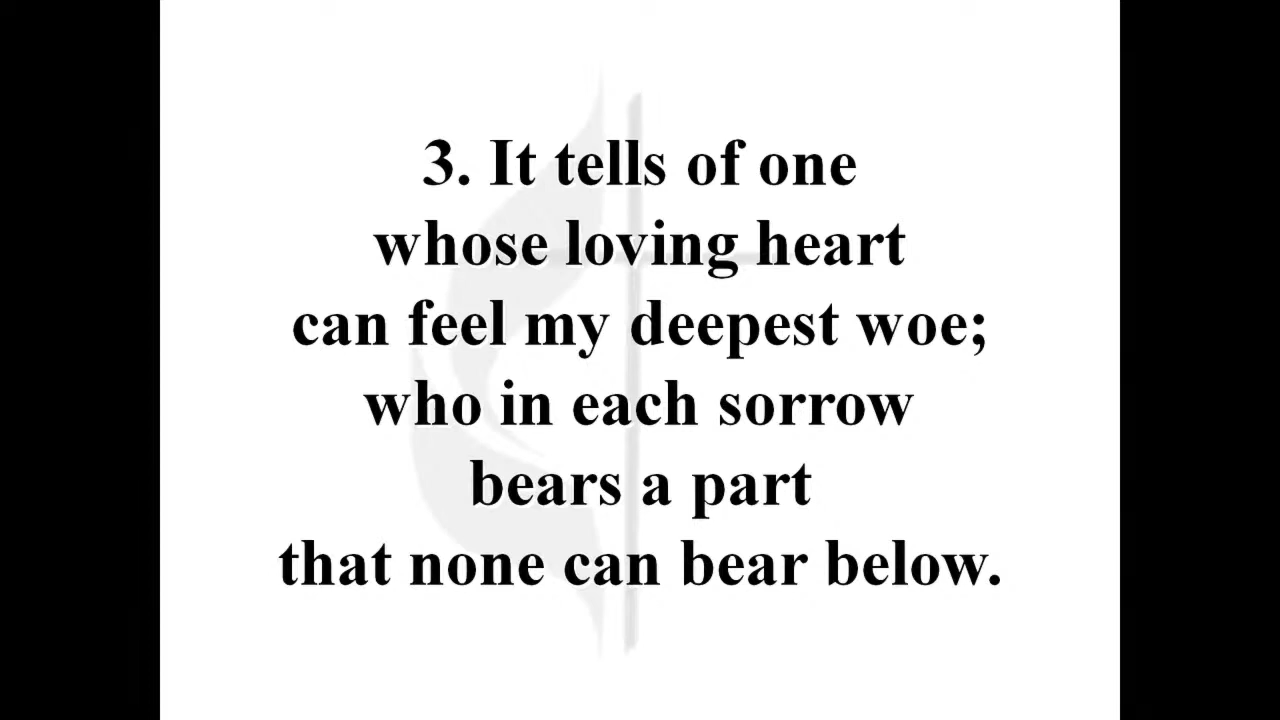 3. It tells of one
whose loving heart
can feel my deepest woe;
who in each sorrow
bears a part
that none can bear below.